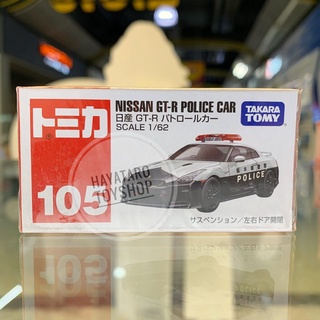 トミカ
NISSAN GT-R POLICE CAR
日産 GT-R パトロールカー
SCALE 1/62
TAKARA
TOMY
HAYATARO
TOYSHOP
105
POLICE
サスペンション／左右ドア開閉